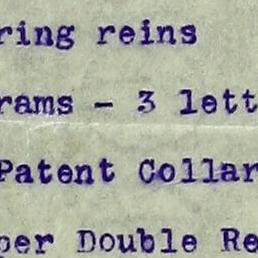 ring reins
rams - 3 lett
Patent Collar
per Double Re